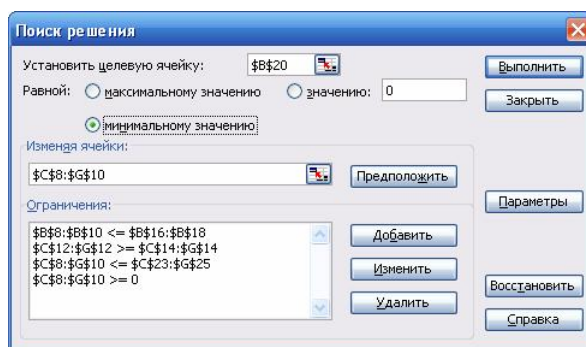 Поиск решения
Установить целевую ячейку: $B$20
Выполнить
Равной: максимальному значению значению: 0
Закрыть
минимальному значению
Изменяя ячейки:
$C$8:$G$10
Предположить
Параметры
Ограничения:
$B$8:$B$10 <= $B$16:$B$18
$C$12:$G$12 >= $C$14:$G$14
$C$8:$G$10 <= $C$23:$G$25
$C$8:$G$10 >= 0
Добавить
Изменить
Удалить
Восстановить
Справка